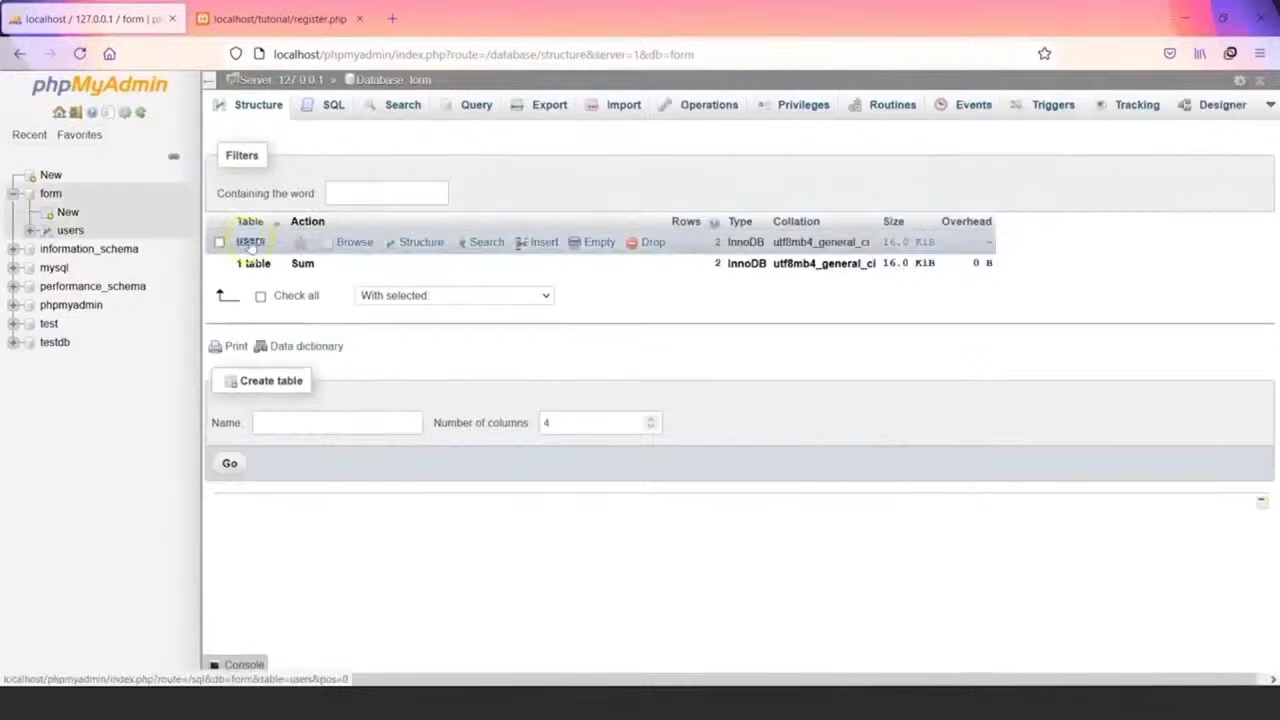 localhost / 127.0.0.1 / form | p
localhost/tutorial/register.php
localhost/phpmyadmin/index.php?route=/database/structure&server=1&db=form
phpMyAdmin
Server 127.0.0.1 » Database form
Structure SQL Search Query Export Import Operations Privileges Routines Events Triggers Tracking Designer
Recent Favorites
New
form
New
users
information_schema
mysql
performance_schema
phpmyadmin
test
testdb
Filters
Containing the word
Table Action Rows Type Collation Size Overhead
users Browse Structure Search Insert Empty Drop 2 InnoDB utf8mb4_general_ci 16.0 KiB -
1 table Sum 2 InnoDB utf8mb4_general_ci 16.0 KiB 0 B
Check all With selected
Print Data dictionary
Create table
Name: Number of columns 4
Go
Console
localhost/phpmyadmin/index.php?route=/sql&db=form&table=users&pos=0